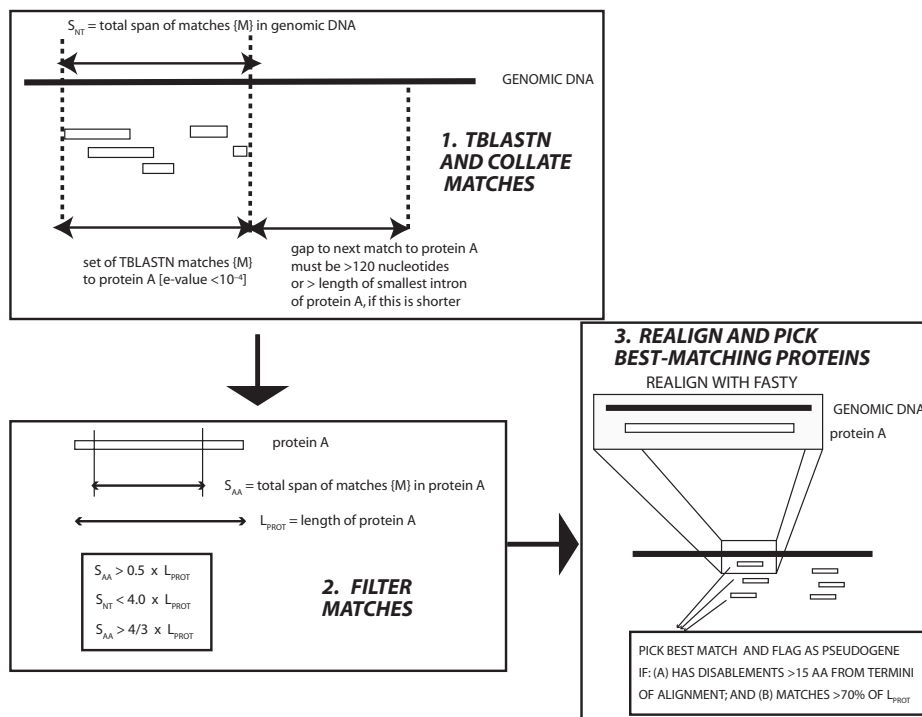 S_NT = total span of matches {M} in genomic DNA
GENOMIC DNA
1. TBLASTN
AND COLLATE
MATCHES
set of TBLASTN matches {M}
to protein A [e-value <10⁻⁴]
gap to next match to protein A
must be >120 nucleotides
or > length of smallest intron
of protein A, if this is shorter
protein A
S_AA = total span of matches {M} in protein A
L_PROT = length of protein A
S_AA > 0.5 x L_PROT
S_NT < 4.0 x L_PROT
S_AA > 4/3 x L_PROT
2. FILTER
MATCHES
3. REALIGN AND PICK
BEST-MATCHING PROTEINS
REALIGN WITH FASTY
GENOMIC DNA
protein A
PICK BEST MATCH AND FLAG AS PSEUDOGENE
IF: (A) HAS DISABLEMENTS >15 AA FROM TERMINI
OF ALIGNMENT; AND (B) MATCHES >70% OF L_PROT